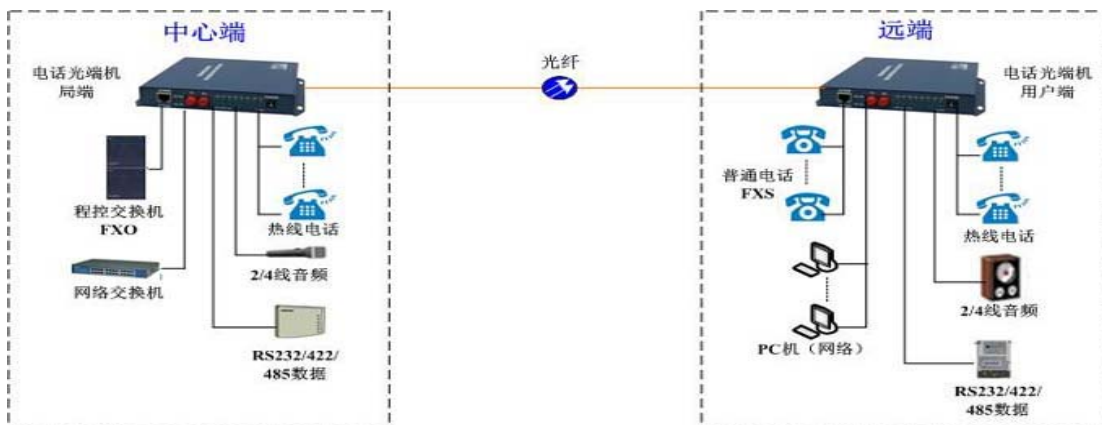 中心端
电话光端机
局端
程控交换机
FXO
热线电话
网络交换机
2/4线音频
RS232/422/
485数据
光纤
远端
电话光端机
用户端
普通电话
FXS
热线电话
2/4线音频
PC机（网络）
RS232/422/
485数据